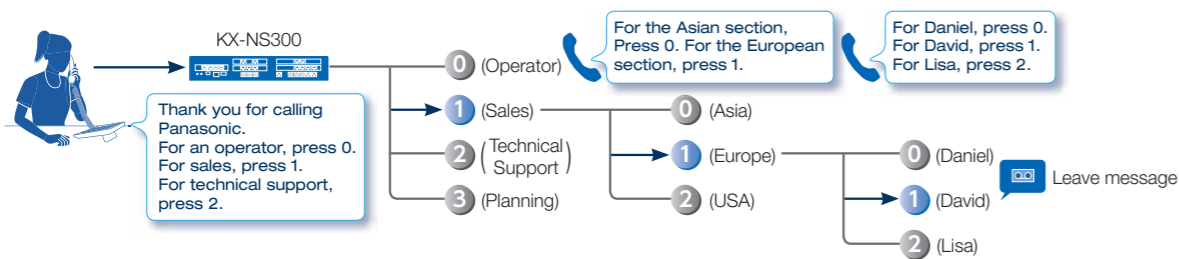 KX-NS300
Thank you for calling
Panasonic.
For an operator, press 0.
For sales, press 1.
For technical support,
press 2.
0 (Operator)
1 (Sales)
2 (Technical
Support)
3 (Planning)
For the Asian section,
Press 0. For the European
section, press 1.
0 (Asia)
1 (Europe)
2 (USA)
For Daniel, press 0.
For David, press 1.
For Lisa, press 2.
0 (Daniel)
1 (David)
2 (Lisa)
Leave message